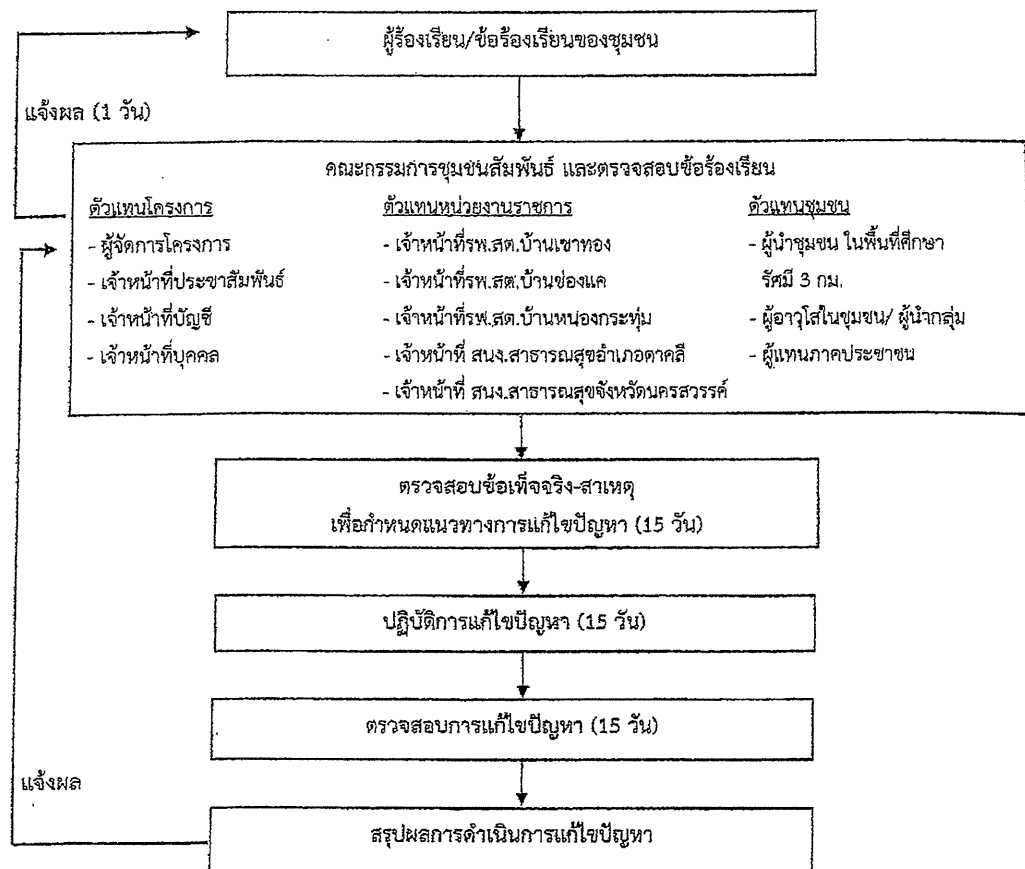 ผู้ร้องเรียน/ข้อร้องเรียนของชุมชน
แจ้งผล (1 วัน)
คณะกรรมการชุมชนสัมพันธ์ และตรวจสอบข้อร้องเรียน
ตัวแทนโครงการ
- ผู้จัดการโครงการ
- เจ้าหน้าที่ประชาสัมพันธ์
- เจ้าหน้าที่บัญชี
- เจ้าหน้าที่บุคคล
ตัวแทนหน่วยงานราชการ
- เจ้าหน้าที่รพ.สต.บ้านเขาทอง
- เจ้าหน้าที่รพ.สต.บ้านช่องแค
- เจ้าหน้าที่รพ.สต.บ้านหนองกระทุ่ม
- เจ้าหน้าที่ สนง.สาธารณสุขอำเภอตาคลี
- เจ้าหน้าที่ สนง.สาธารณสุขจังหวัดนครสวรรค์
ตัวแทนชุมชน
- ผู้นำชุมชน ในพื้นที่ศึกษา
รัศมี 3 กม.
- ผู้อาวุโสในชุมชน/ ผู้นำกลุ่ม
- ผู้แทนภาคประชาชน
ตรวจสอบข้อเท็จจริง-สาเหตุ
เพื่อกำหนดแนวทางการแก้ไขปัญหา (15 วัน)
ปฏิบัติการแก้ไขปัญหา (15 วัน)
ตรวจสอบการแก้ไขปัญหา (15 วัน)
แจ้งผล
สรุปผลการดำเนินการแก้ไขปัญหา